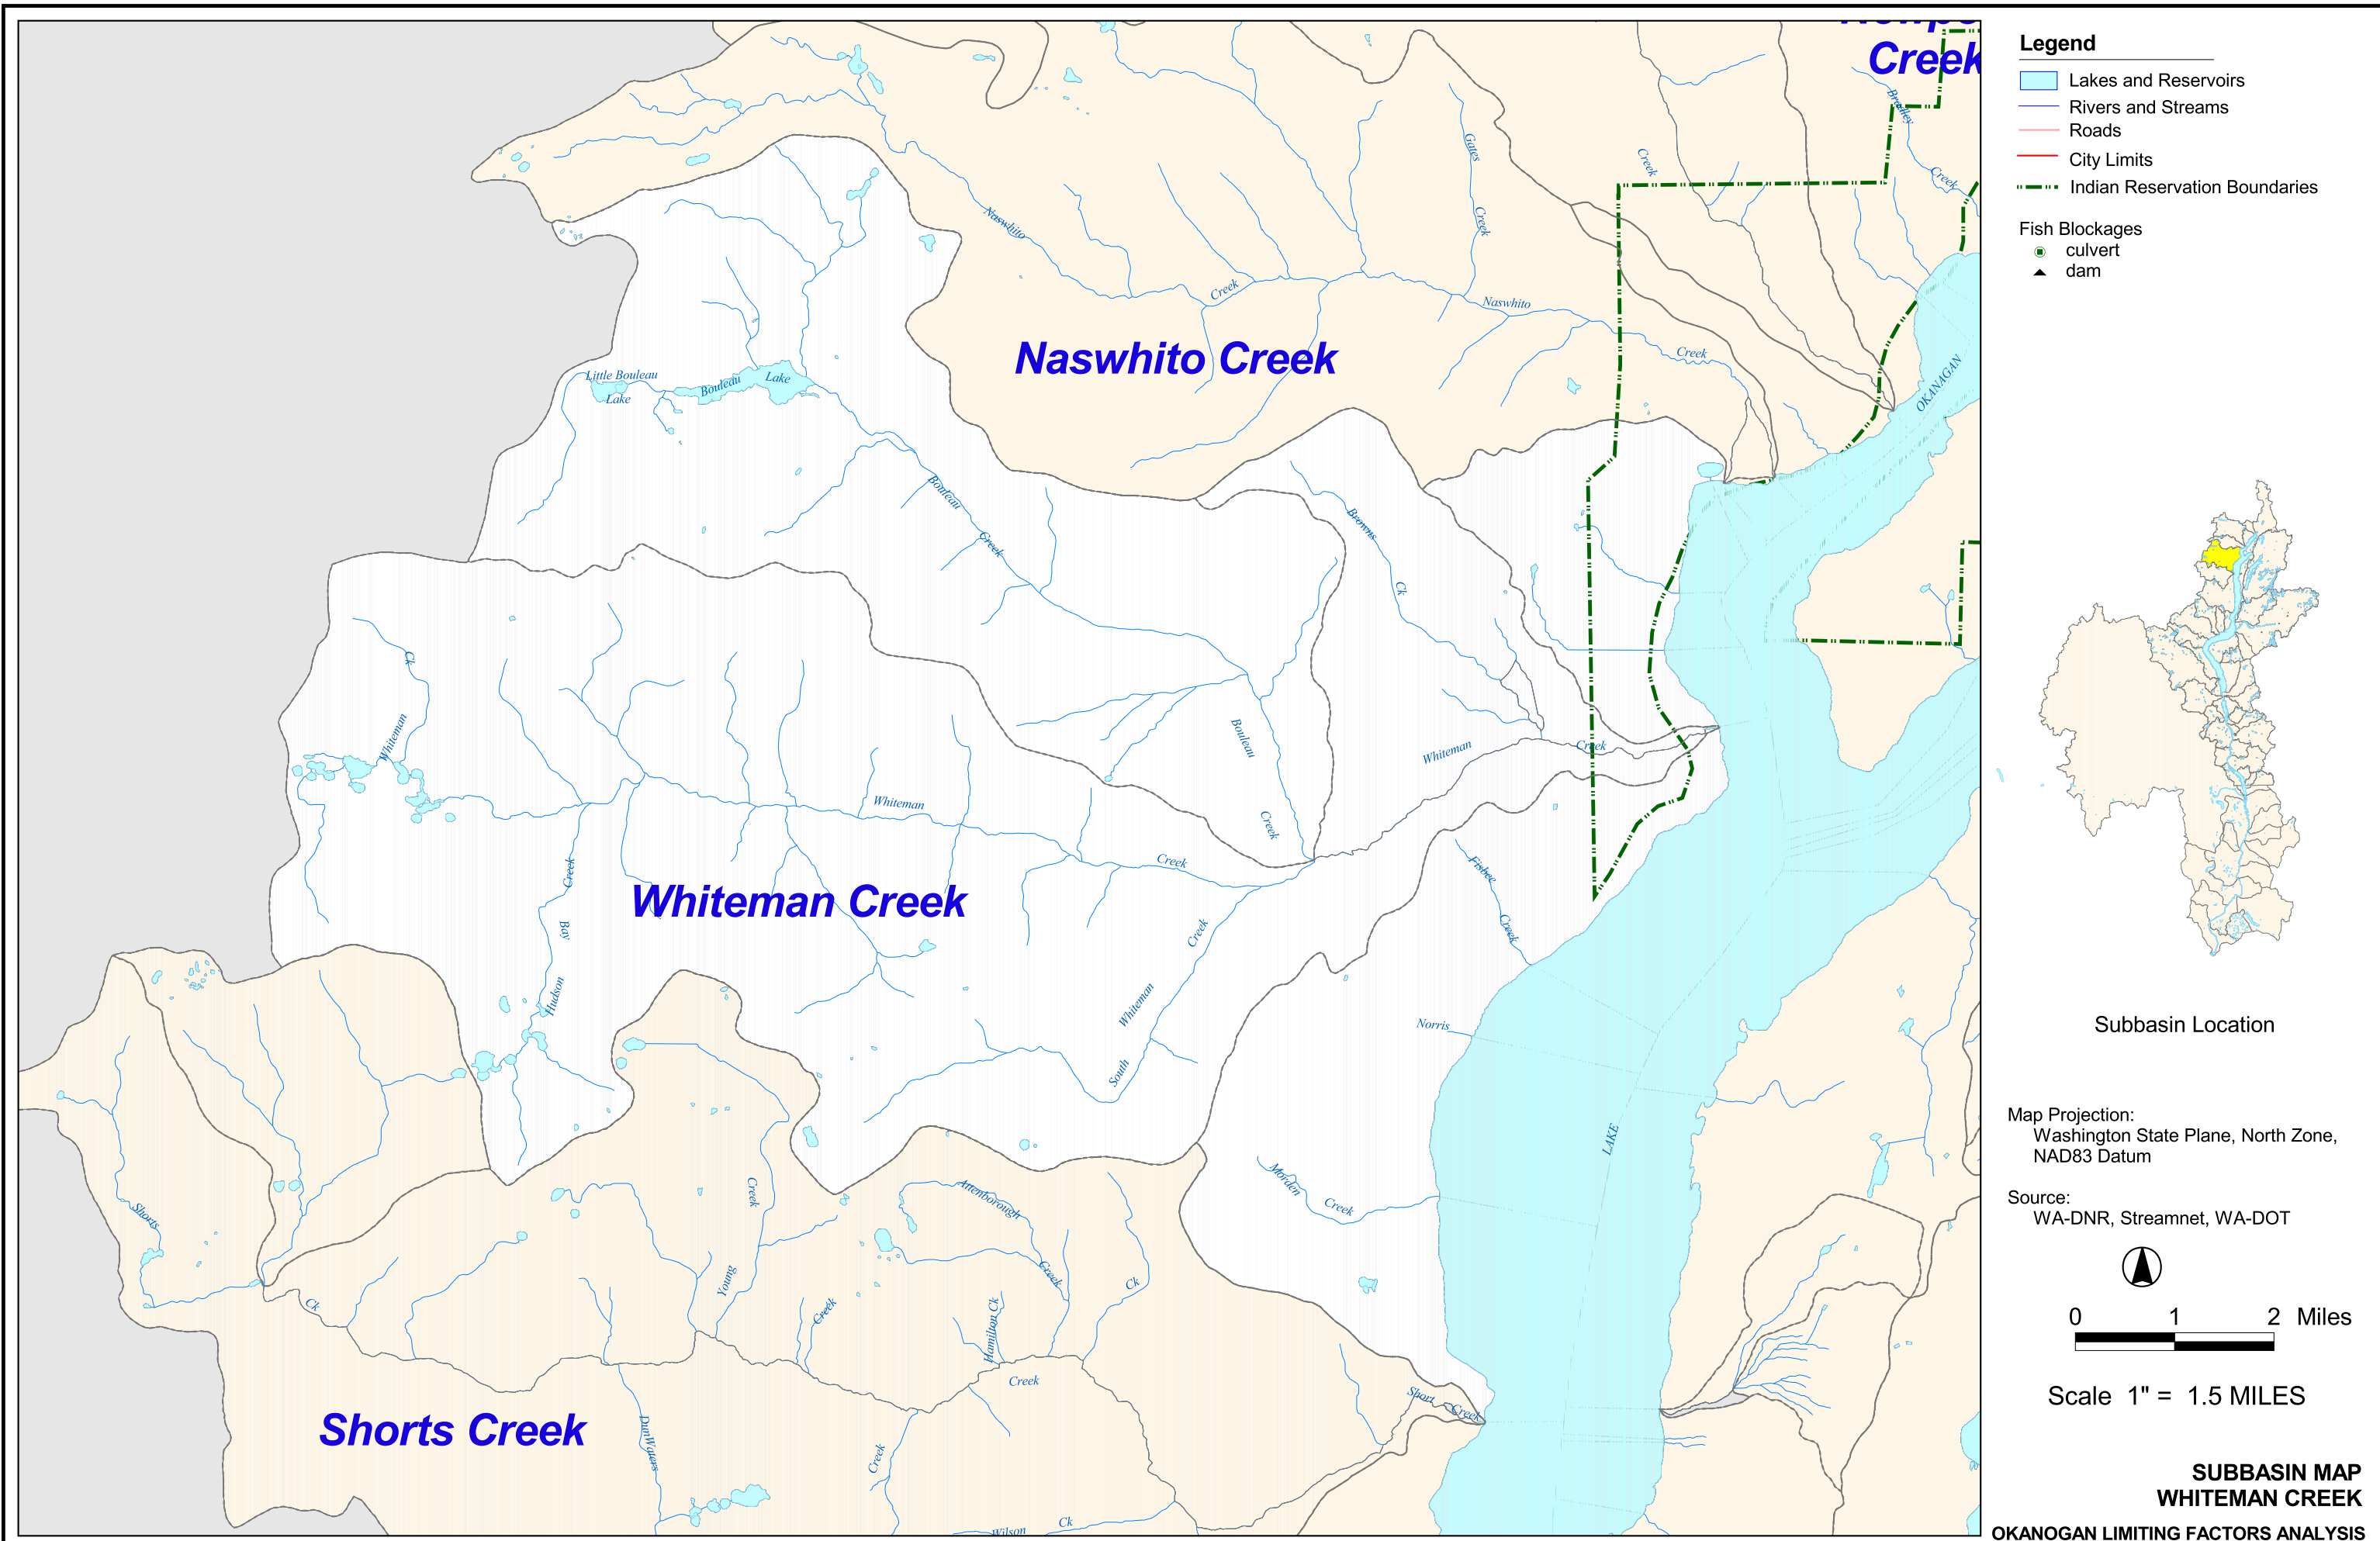 Creek
Bradley
Creek
Gates
Creek
Creek
Naswhito
Creek
Naswhito
Creek
Naswhito Creek
OKANAGAN
Little Bouleau
Lake
Bouleau
Lake
Bouleau
Creek
Browns
Ck
Ck
Whiteman
Bouleau
Creek
Whiteman
Creek
Whiteman
Creek
Creek
Bay
Hudson
Whiteman Creek
Fisbee
Creek
Creek
Whiteman
South
Norris
LAKE
Morden
Creek
Shorts
Ck
Creek
Young
Attenborough
Creek
Ck
Creek
Hamilton Ck
Creek
Short
Creek
Shorts Creek
DunWaters
Creek
Wilson
Ck
Legend
Lakes and Reservoirs
Rivers and Streams
Roads
City Limits
Indian Reservation Boundaries
Fish Blockages
culvert
dam
Subbasin Location
Map Projection:
Washington State Plane, North Zone,
NAD83 Datum
Source:
WA-DNR, Streamnet, WA-DOT
0 1 2 Miles
Scale 1" = 1.5 MILES
SUBBASIN MAP
WHITEMAN CREEK
OKANOGAN LIMITING FACTORS ANALYSIS